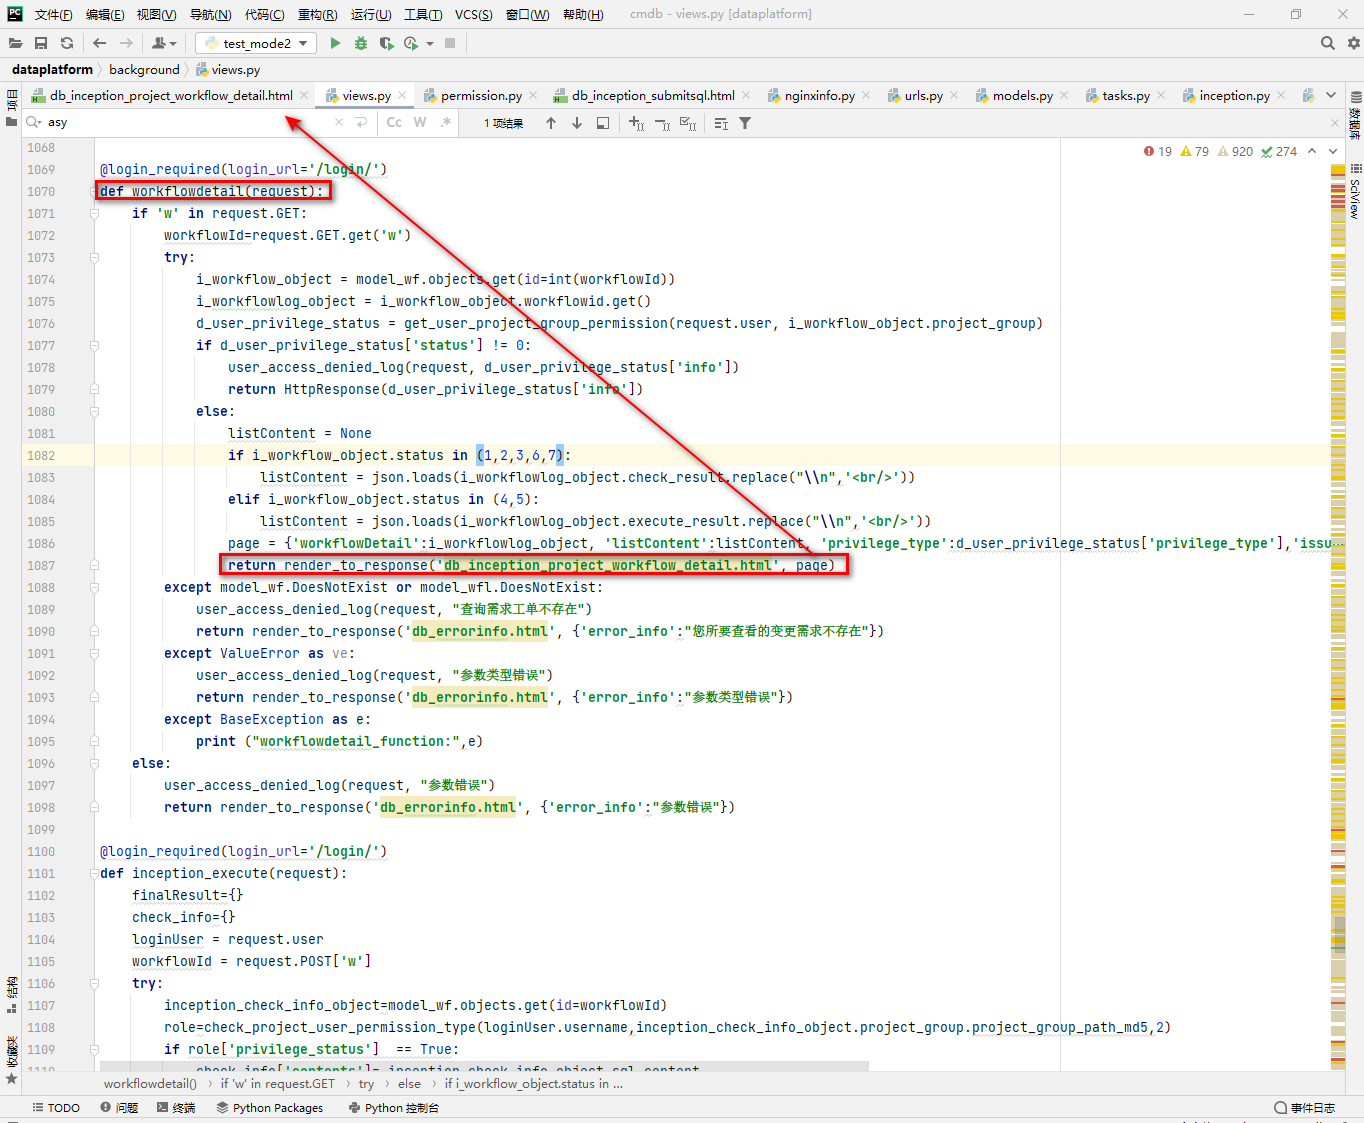 文件(F) 编辑(E) 视图(V) 导航(N) 代码(C) 重构(R) 运行(U) 工具(T) VCS(S) 窗口(W) 帮助(H) cmdb - views.py [dataplatform]
test_mode2
dataplatform background views.py
db_inception_project_workflow_detail.html views.py permission.py db_inception_submitsql.html nginxinfo.py urls.py models.py tasks.py inception.py
asy Cc W .* 1 项结果
19 79 920 274
项目
数据库
SciView
结构
收藏夹
1068
1069 @login_required(login_url='/login/')
1070 def workflowdetail(request):
1071 if 'w' in request.GET:
1072 workflowId=request.GET.get('w')
1073 try:
1074 i_workflow_object = model_wf.objects.get(id=int(workflowId))
1075 i_workflowlog_object = i_workflow_object.workflowid.get()
1076 d_user_privilege_status = get_user_project_group_permission(request.user, i_workflow_object.project_group)
1077 if d_user_privilege_status['status'] != 0:
1078 user_access_denied_log(request, d_user_privilege_status['info'])
1079 return HttpResponse(d_user_privilege_status['info'])
1080 else:
1081 listContent = None
1082 if i_workflow_object.status in (1,2,3,6,7):
1083 listContent = json.loads(i_workflowlog_object.check_result.replace("\\n",'<br/>'))
1084 elif i_workflow_object.status in (4,5):
1085 listContent = json.loads(i_workflowlog_object.execute_result.replace("\\n",'<br/>'))
1086 page = {'workflowDetail':i_workflowlog_object, 'listContent':listContent, 'privilege_type':d_user_privilege_status['privilege_type'],'issu
1087 return render_to_response('db_inception_project_workflow_detail.html', page)
1088 except model_wf.DoesNotExist or model_wfl.DoesNotExist:
1089 user_access_denied_log(request, "查询需求工单不存在")
1090 return render_to_response('db_errorinfo.html', {'error_info':"您所要查看的变更需求不存在"})
1091 except ValueError as ve:
1092 user_access_denied_log(request, "参数类型错误")
1093 return render_to_response('db_errorinfo.html', {'error_info':"参数类型错误"})
1094 except BaseException as e:
1095 print ("workflowdetail_function:",e)
1096 else:
1097 user_access_denied_log(request, "参数错误")
1098 return render_to_response('db_errorinfo.html', {'error_info':"参数错误"})
1099
1100 @login_required(login_url='/login/')
1101 def inception_execute(request):
1102 finalResult={}
1103 check_info={}
1104 loginUser = request.user
1105 workflowId = request.POST['w']
1106 try:
1107 inception_check_info_object=model_wf.objects.get(id=workflowId)
1108 role=check_project_user_permission_type(loginUser.username,inception_check_info_object.project_group.project_group_path_md5,2)
1109 if role['privilege_status'] == True:
1110 check_info['contents']= inception_check_info_object.sql_content
workflowdetail() if 'w' in request.GET try else if i_workflow_object.status in ...
TODO 问题 终端 Python Packages Python 控制台 事件日志